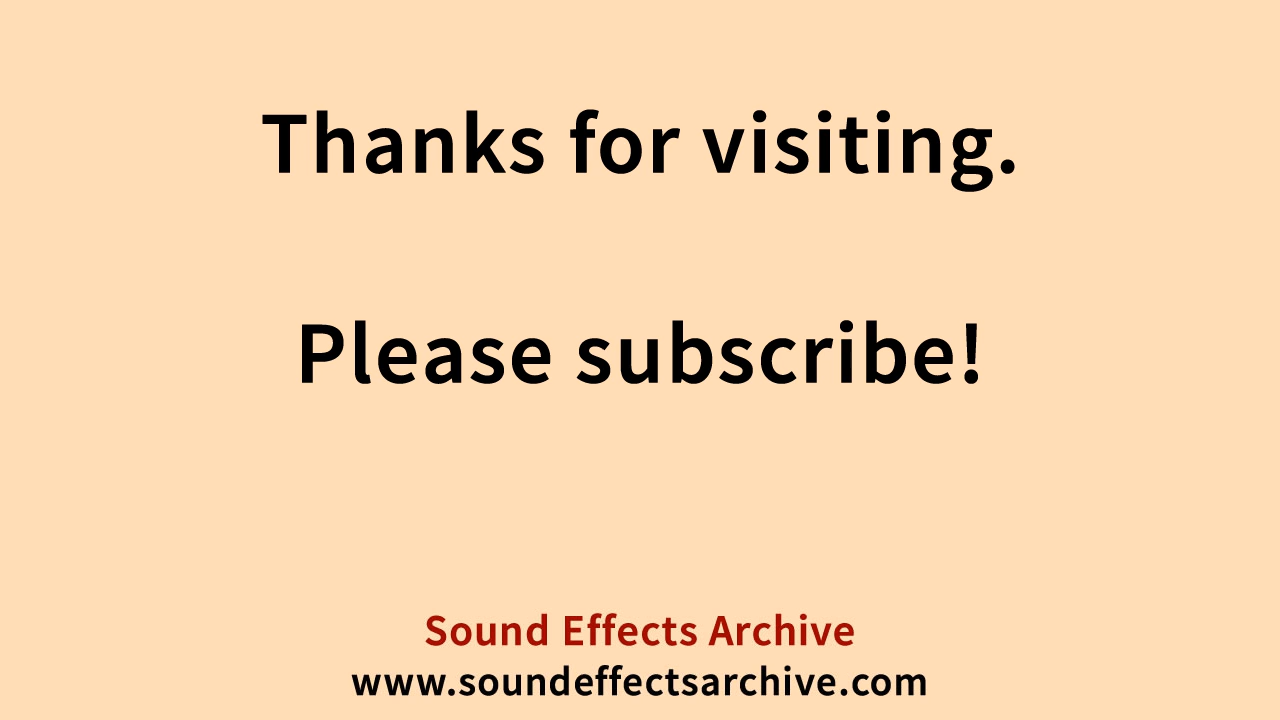 Thanks for visiting.
Please subscribe!
Sound Effects Archive
www.soundeffectsarchive.com